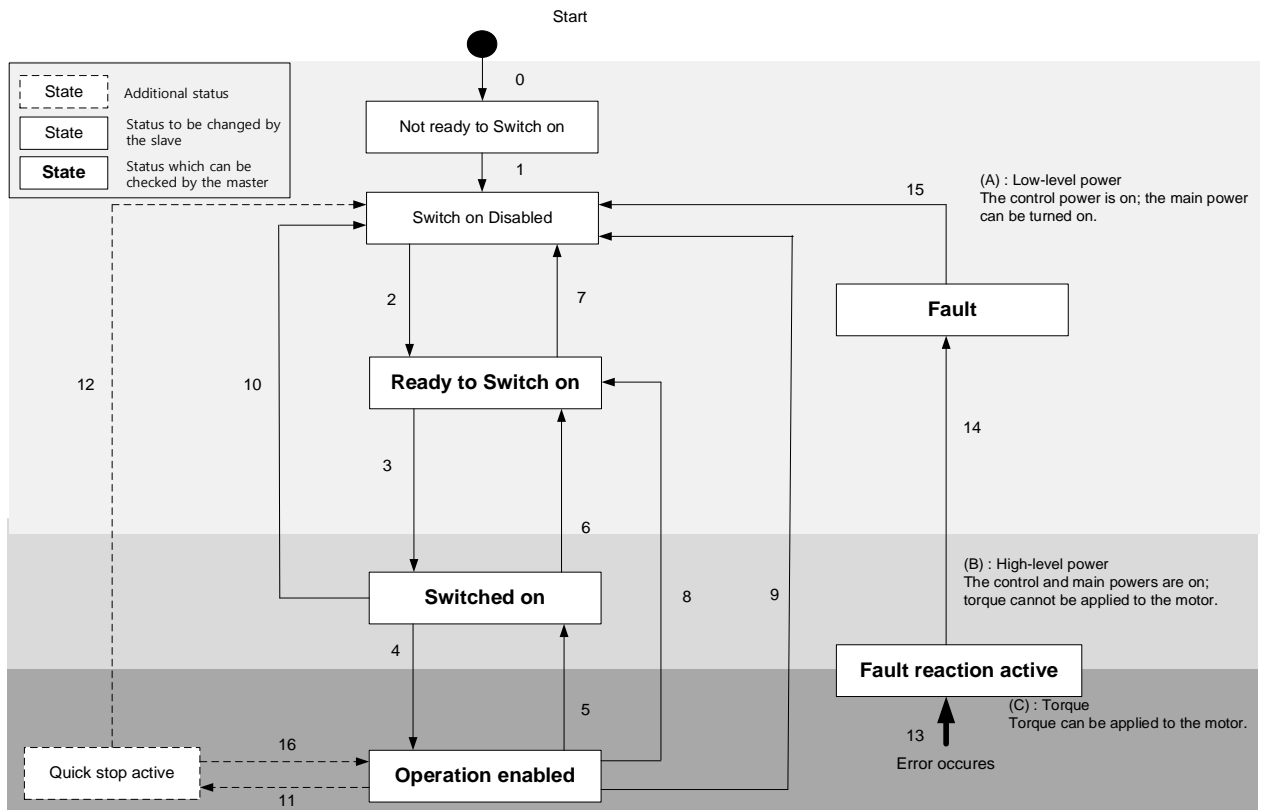 Start
0
State
Additional status
State
Status to be changed by
the slave
State
Status which can be
checked by the master
Not ready to Switch on
1
15
(A) : Low-level power
The control power is on; the main power
can be turned on.
Switch on Disabled
2
7
Fault
12
10
Ready to Switch on
14
3
6
(B) : High-level power
The control and main powers are on;
torque cannot be applied to the motor.
Switched on
8
9
4
Fault reaction active
5
(C) : Torque
Torque can be applied to the motor.
13
16
Error occures
Quick stop active
Operation enabled
11